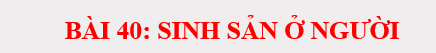 BÀI 40: SINH SẢN Ở NGƯỜI